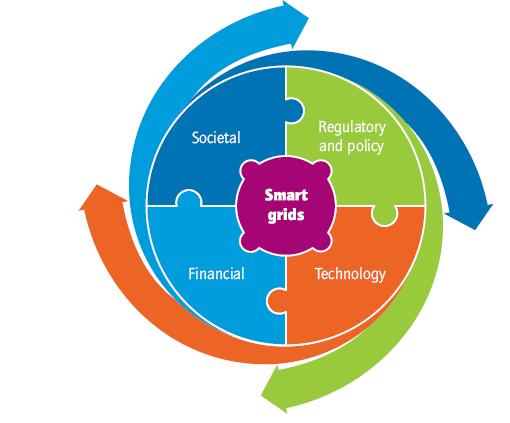 Societal
Regulatory
and policy
Smart
grids
Financial
Technology